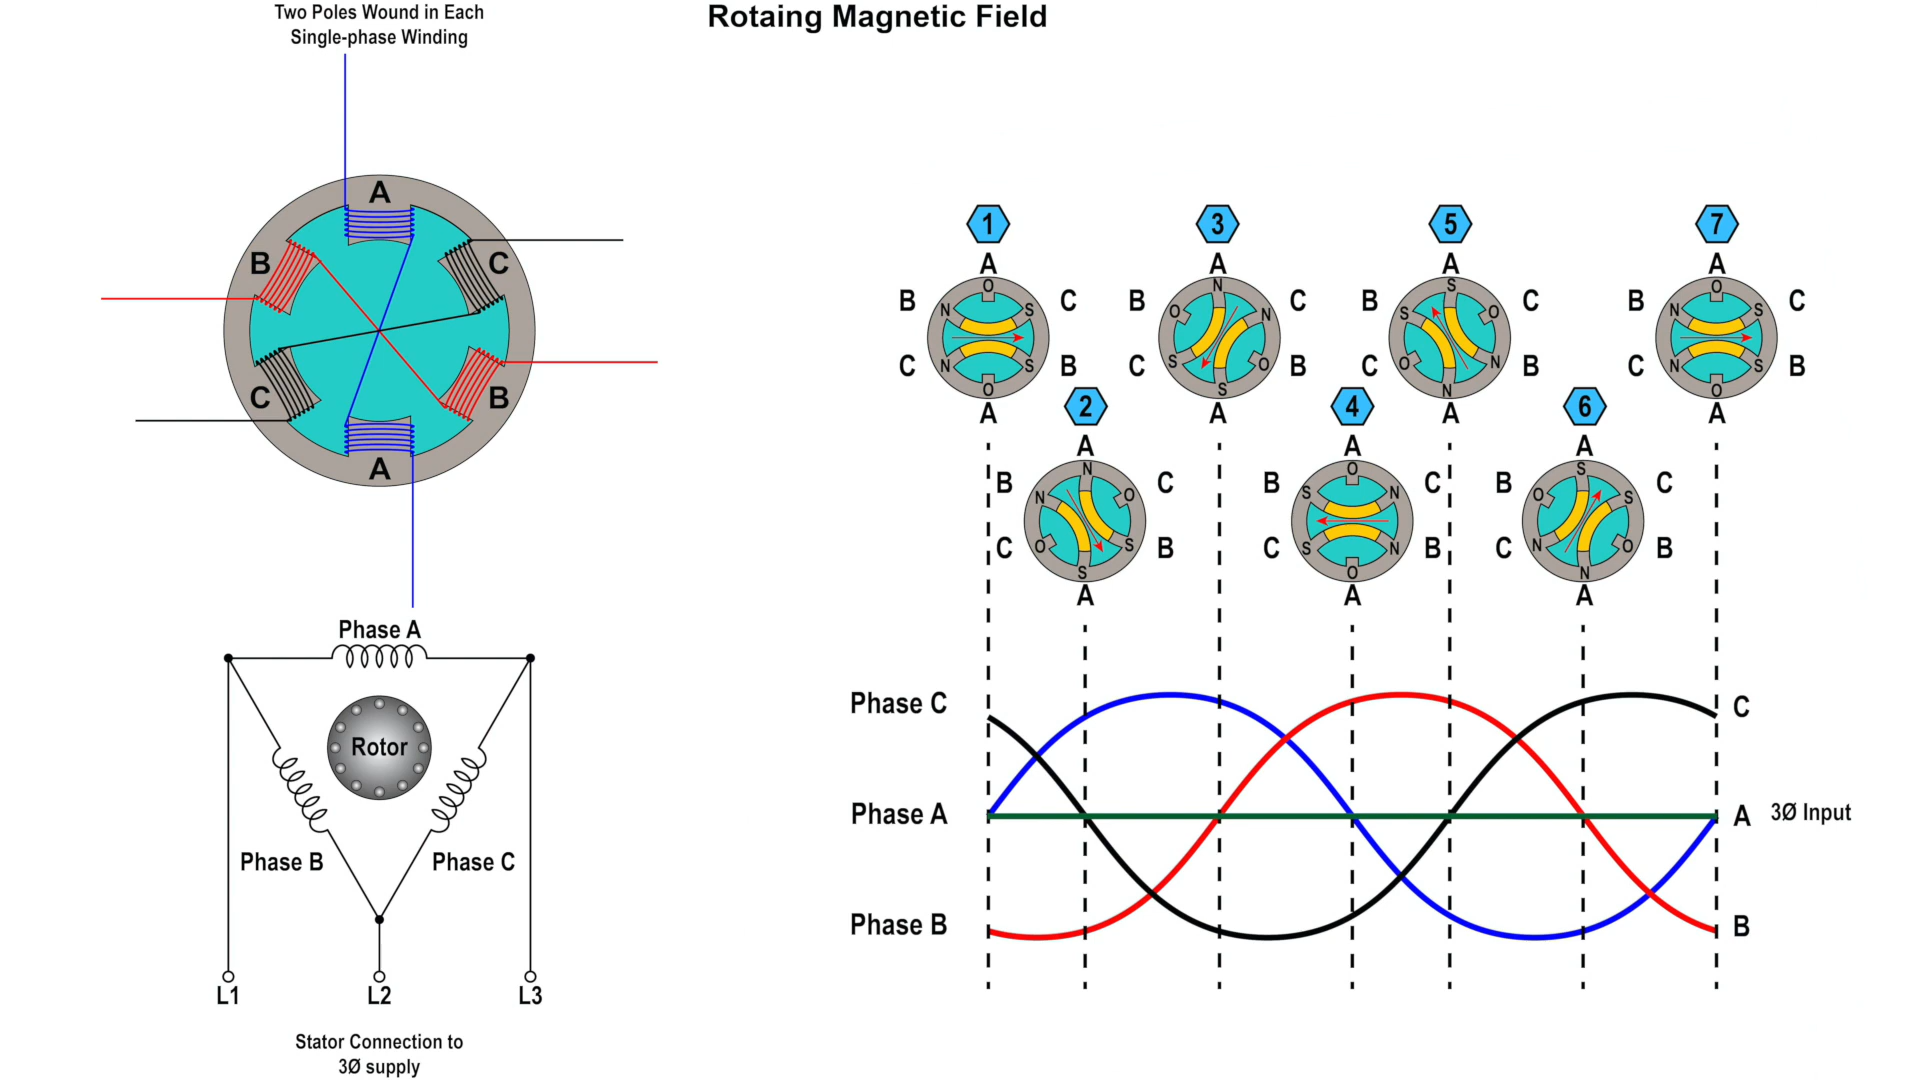 Two Poles Wound in Each
Single-phase Winding
Rotaing Magnetic Field
A
B
C
C
B
A
Phase A
Rotor
Phase B
Phase C
L1
L2
L3
Stator Connection to
3Ø supply
1
A
B
C
O
N
S
N
S
O
C
B
A
2
A
B
C
N
N
O
O
S
S
C
B
A
3
A
B
C
N
O
N
S
O
S
C
B
A
4
A
B
C
O
S
N
S
N
O
C
B
A
5
A
B
C
S
S
O
O
N
N
C
B
A
6
A
B
C
S
O
S
N
O
N
C
B
A
7
A
B
C
O
N
S
N
S
O
C
B
A
Phase C
C
Phase A
A
3Ø Input
Phase B
B